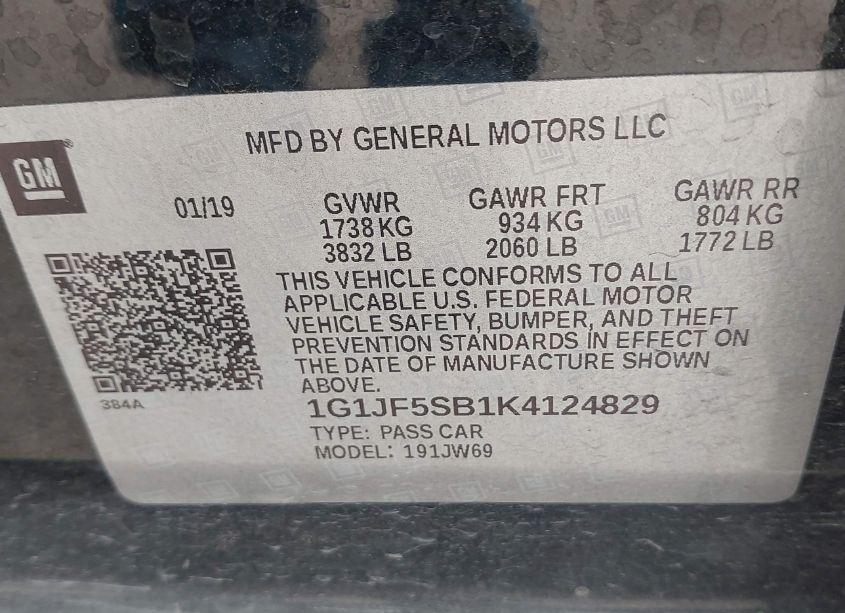 MFD BY GENERAL MOTORS LLC
GM
01/19
GVWR
1738 KG
3832 LB
GAWR FRT
934 KG
2060 LB
GAWR RR
804 KG
1772 LB
THIS VEHICLE CONFORMS TO ALL
APPLICABLE U.S. FEDERAL MOTOR
VEHICLE SAFETY, BUMPER, AND THEFT
PREVENTION STANDARDS IN EFFECT ON
THE DATE OF MANUFACTURE SHOWN
ABOVE.
384A
1G1JF5SB1K4124829
TYPE: PASS CAR
MODEL: 191JW69